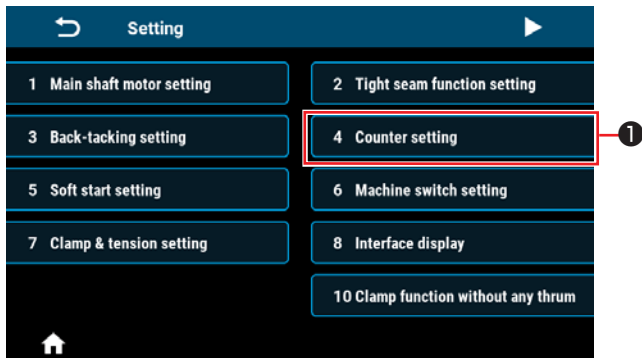 Setting
1 Main shaft motor setting
2 Tight seam function setting
3 Back-tacking setting
4 Counter setting
❶
5 Soft start setting
6 Machine switch setting
7 Clamp & tension setting
8 Interface display
10 Clamp function without any thrum